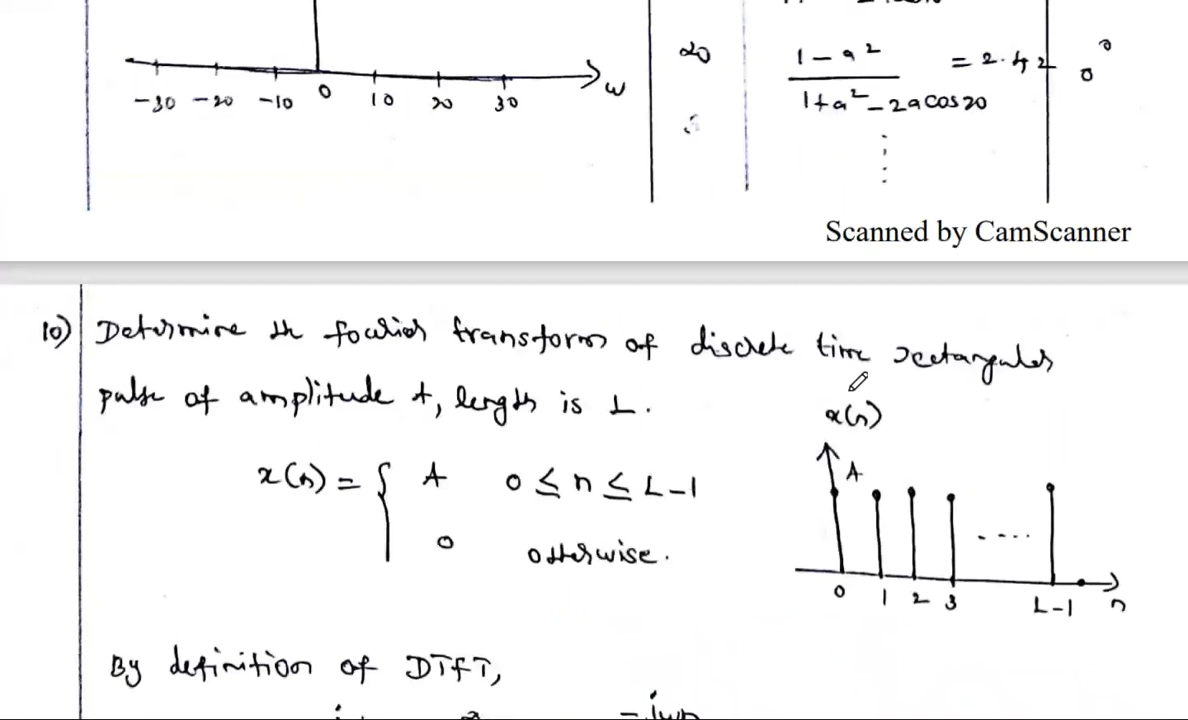 -30 -20 -10 0 10 20 30 ω
20
1-a² / 1+a²-2a cos20 = 2.42
0
Scanned by CamScanner
10) Determine the fourier transform of discrete time rectangular
pulse of amplitude A, length is L.
x(n)
x(n) = { A 0 ≤ n ≤ L-1
0 otherwise.
A
0 1 2 3 .... L-1 n
By definition of DTFT,